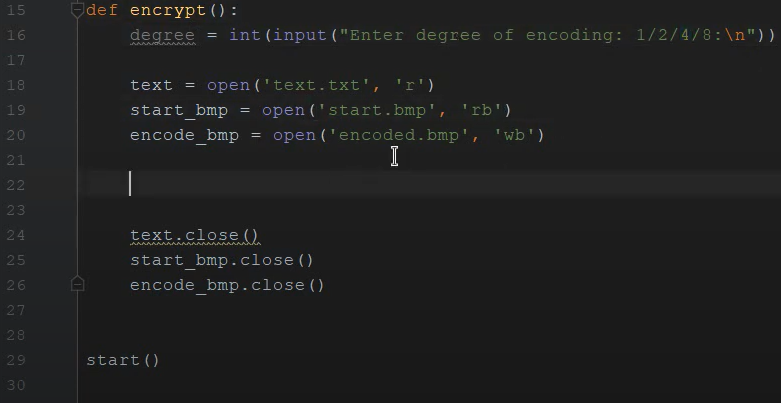 15 def encrypt():
16 degree = int(input("Enter degree of encoding: 1/2/4/8:\n"))
17
18 text = open('text.txt', 'r')
19 start_bmp = open('start.bmp', 'rb')
20 encode_bmp = open('encoded.bmp', 'wb')
21
22
23
24 text.close()
25 start_bmp.close()
26 encode_bmp.close()
27
28
29 start()
30